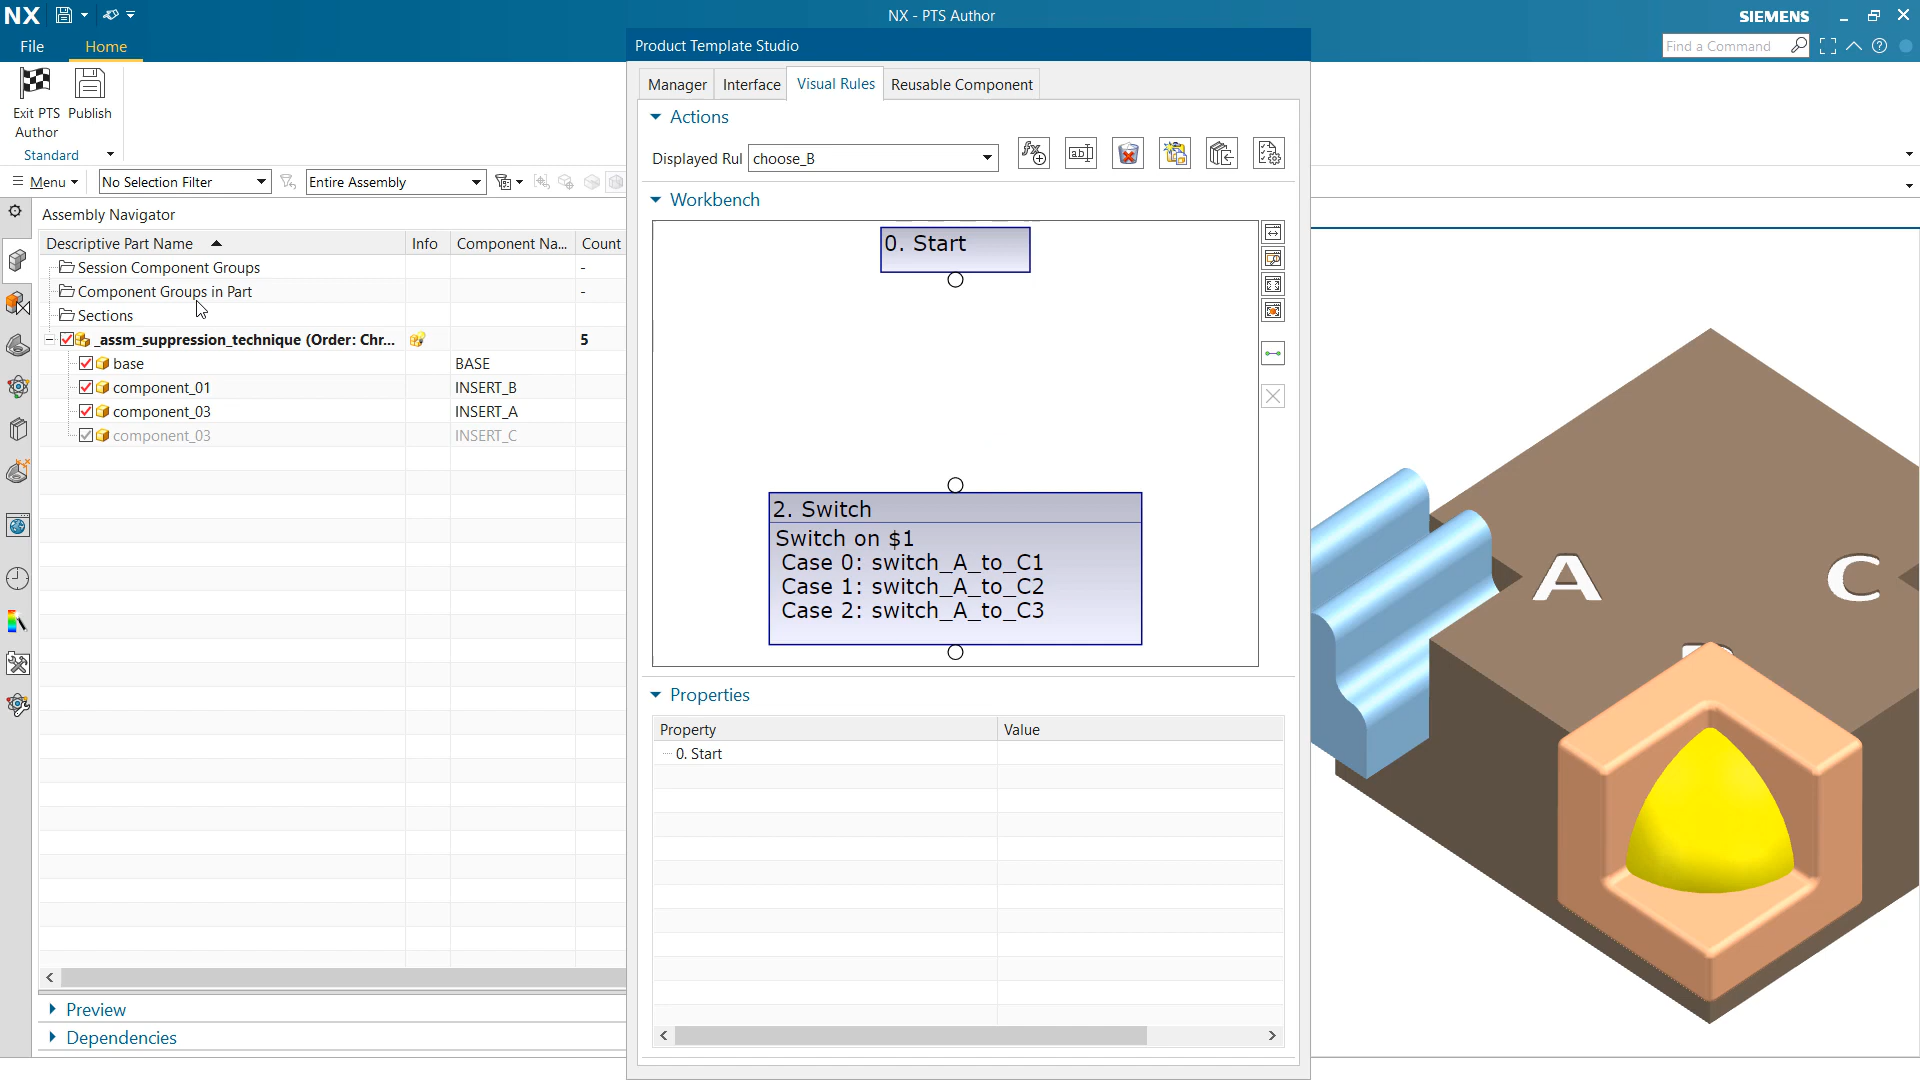 NX
NX - PTS Author
SIEMENS
File
Home
Find a Command
Product Template Studio
Exit PTS
Author
Publish
Standard
Manager
Interface
Visual Rules
Reusable Component
Actions
Displayed Rul
choose_B
Menu
No Selection Filter
Entire Assembly
Workbench
Assembly Navigator
Descriptive Part Name
Info
Component Na...
Count
Session Component Groups
-
Component Groups in Part
-
Sections
_assm_suppression_technique (Order: Chr...
5
base
BASE
component_01
INSERT_B
component_03
INSERT_A
component_03
INSERT_C
0. Start
2. Switch
Switch on $1
Case 0: switch_A_to_C1
Case 1: switch_A_to_C2
Case 2: switch_A_to_C3
Properties
Property
Value
0. Start
A
C
Preview
Dependencies